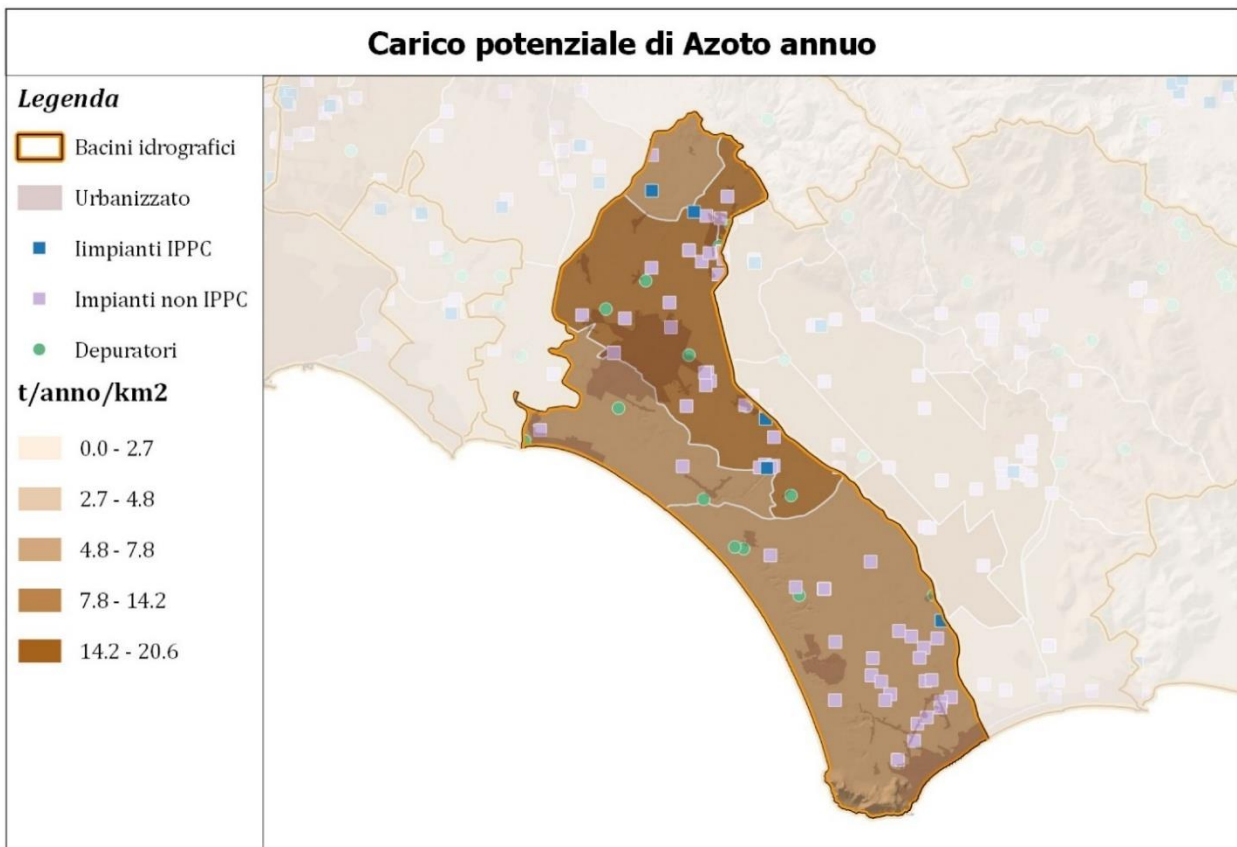 Carico potenziale di Azoto annuo
Legenda
Bacini idrografici
Urbanizzato
Iimpianti IPPC
Impianti non IPPC
Depuratori
t/anno/km2
0.0 - 2.7
2.7 - 4.8
4.8 - 7.8
7.8 - 14.2
14.2 - 20.6